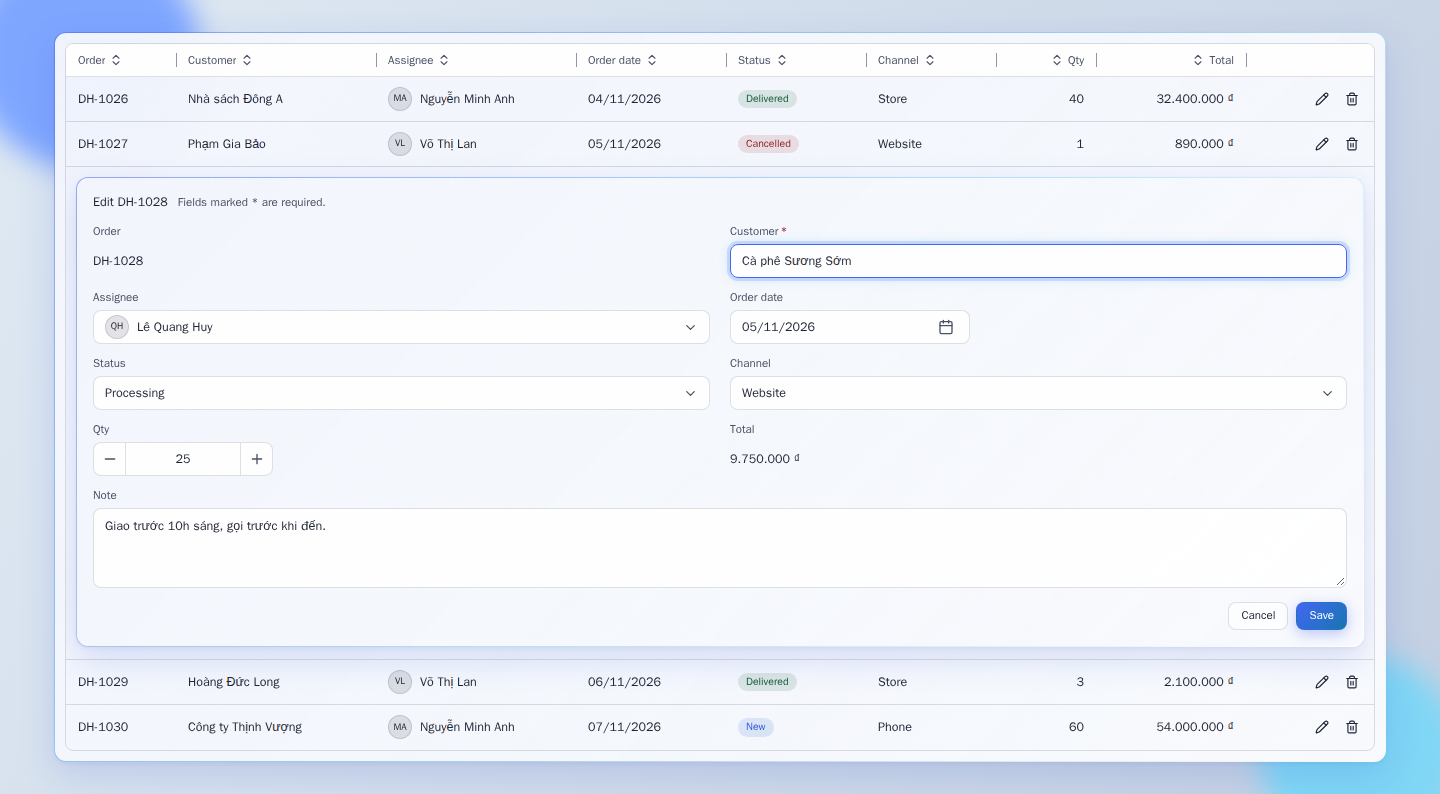 Order Customer Assignee Order date Status Channel Qty Total
DH-1026 Nhà sách Đông A MA Nguyễn Minh Anh 04/11/2026 Delivered Store 40 32.400.000 ₫
DH-1027 Phạm Gia Bảo VL Võ Thị Lan 05/11/2026 Cancelled Website 1 890.000 ₫
Edit DH-1028 Fields marked * are required.
Order Customer *
DH-1028 Cà phê Sương Sớm
Assignee Order date
QH Lê Quang Huy 05/11/2026
Status Channel
Processing Website
Qty Total
25 9.750.000 ₫
Note
Giao trước 10h sáng, gọi trước khi đến.
Cancel Save
DH-1029 Hoàng Đức Long VL Võ Thị Lan 06/11/2026 Delivered Store 3 2.100.000 ₫
DH-1030 Công ty Thịnh Vượng MA Nguyễn Minh Anh 07/11/2026 New Phone 60 54.000.000 ₫